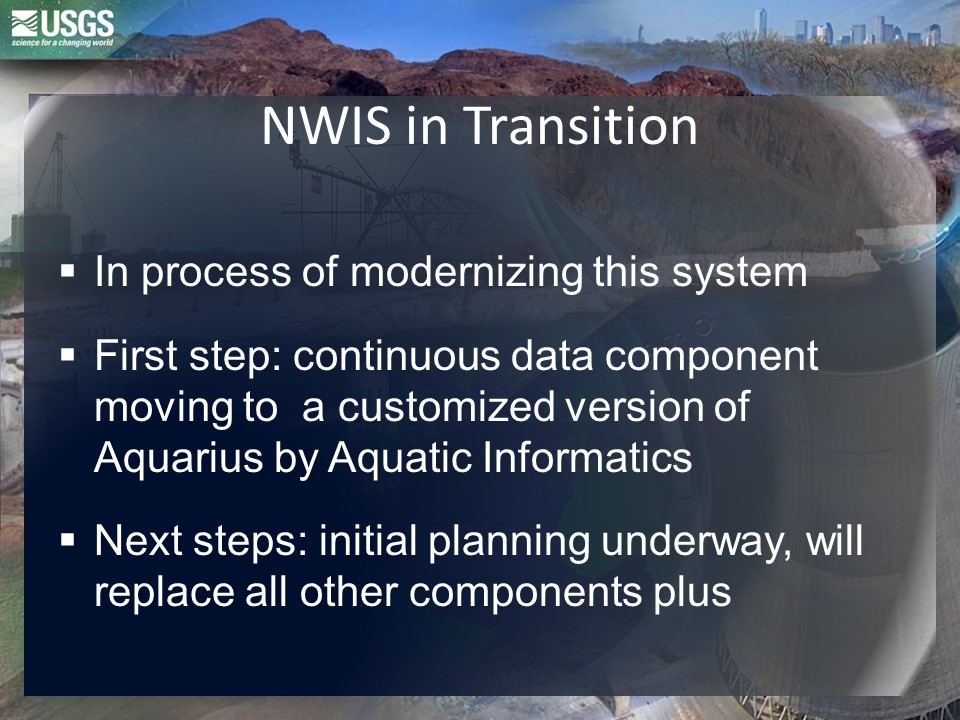 USGS
science for a changing world
NWIS in Transition
▪ In process of modernizing this system
▪ First step: continuous data component
moving to  a customized version of
Aquarius by Aquatic Informatics
▪ Next steps: initial planning underway, will
replace all other components plus